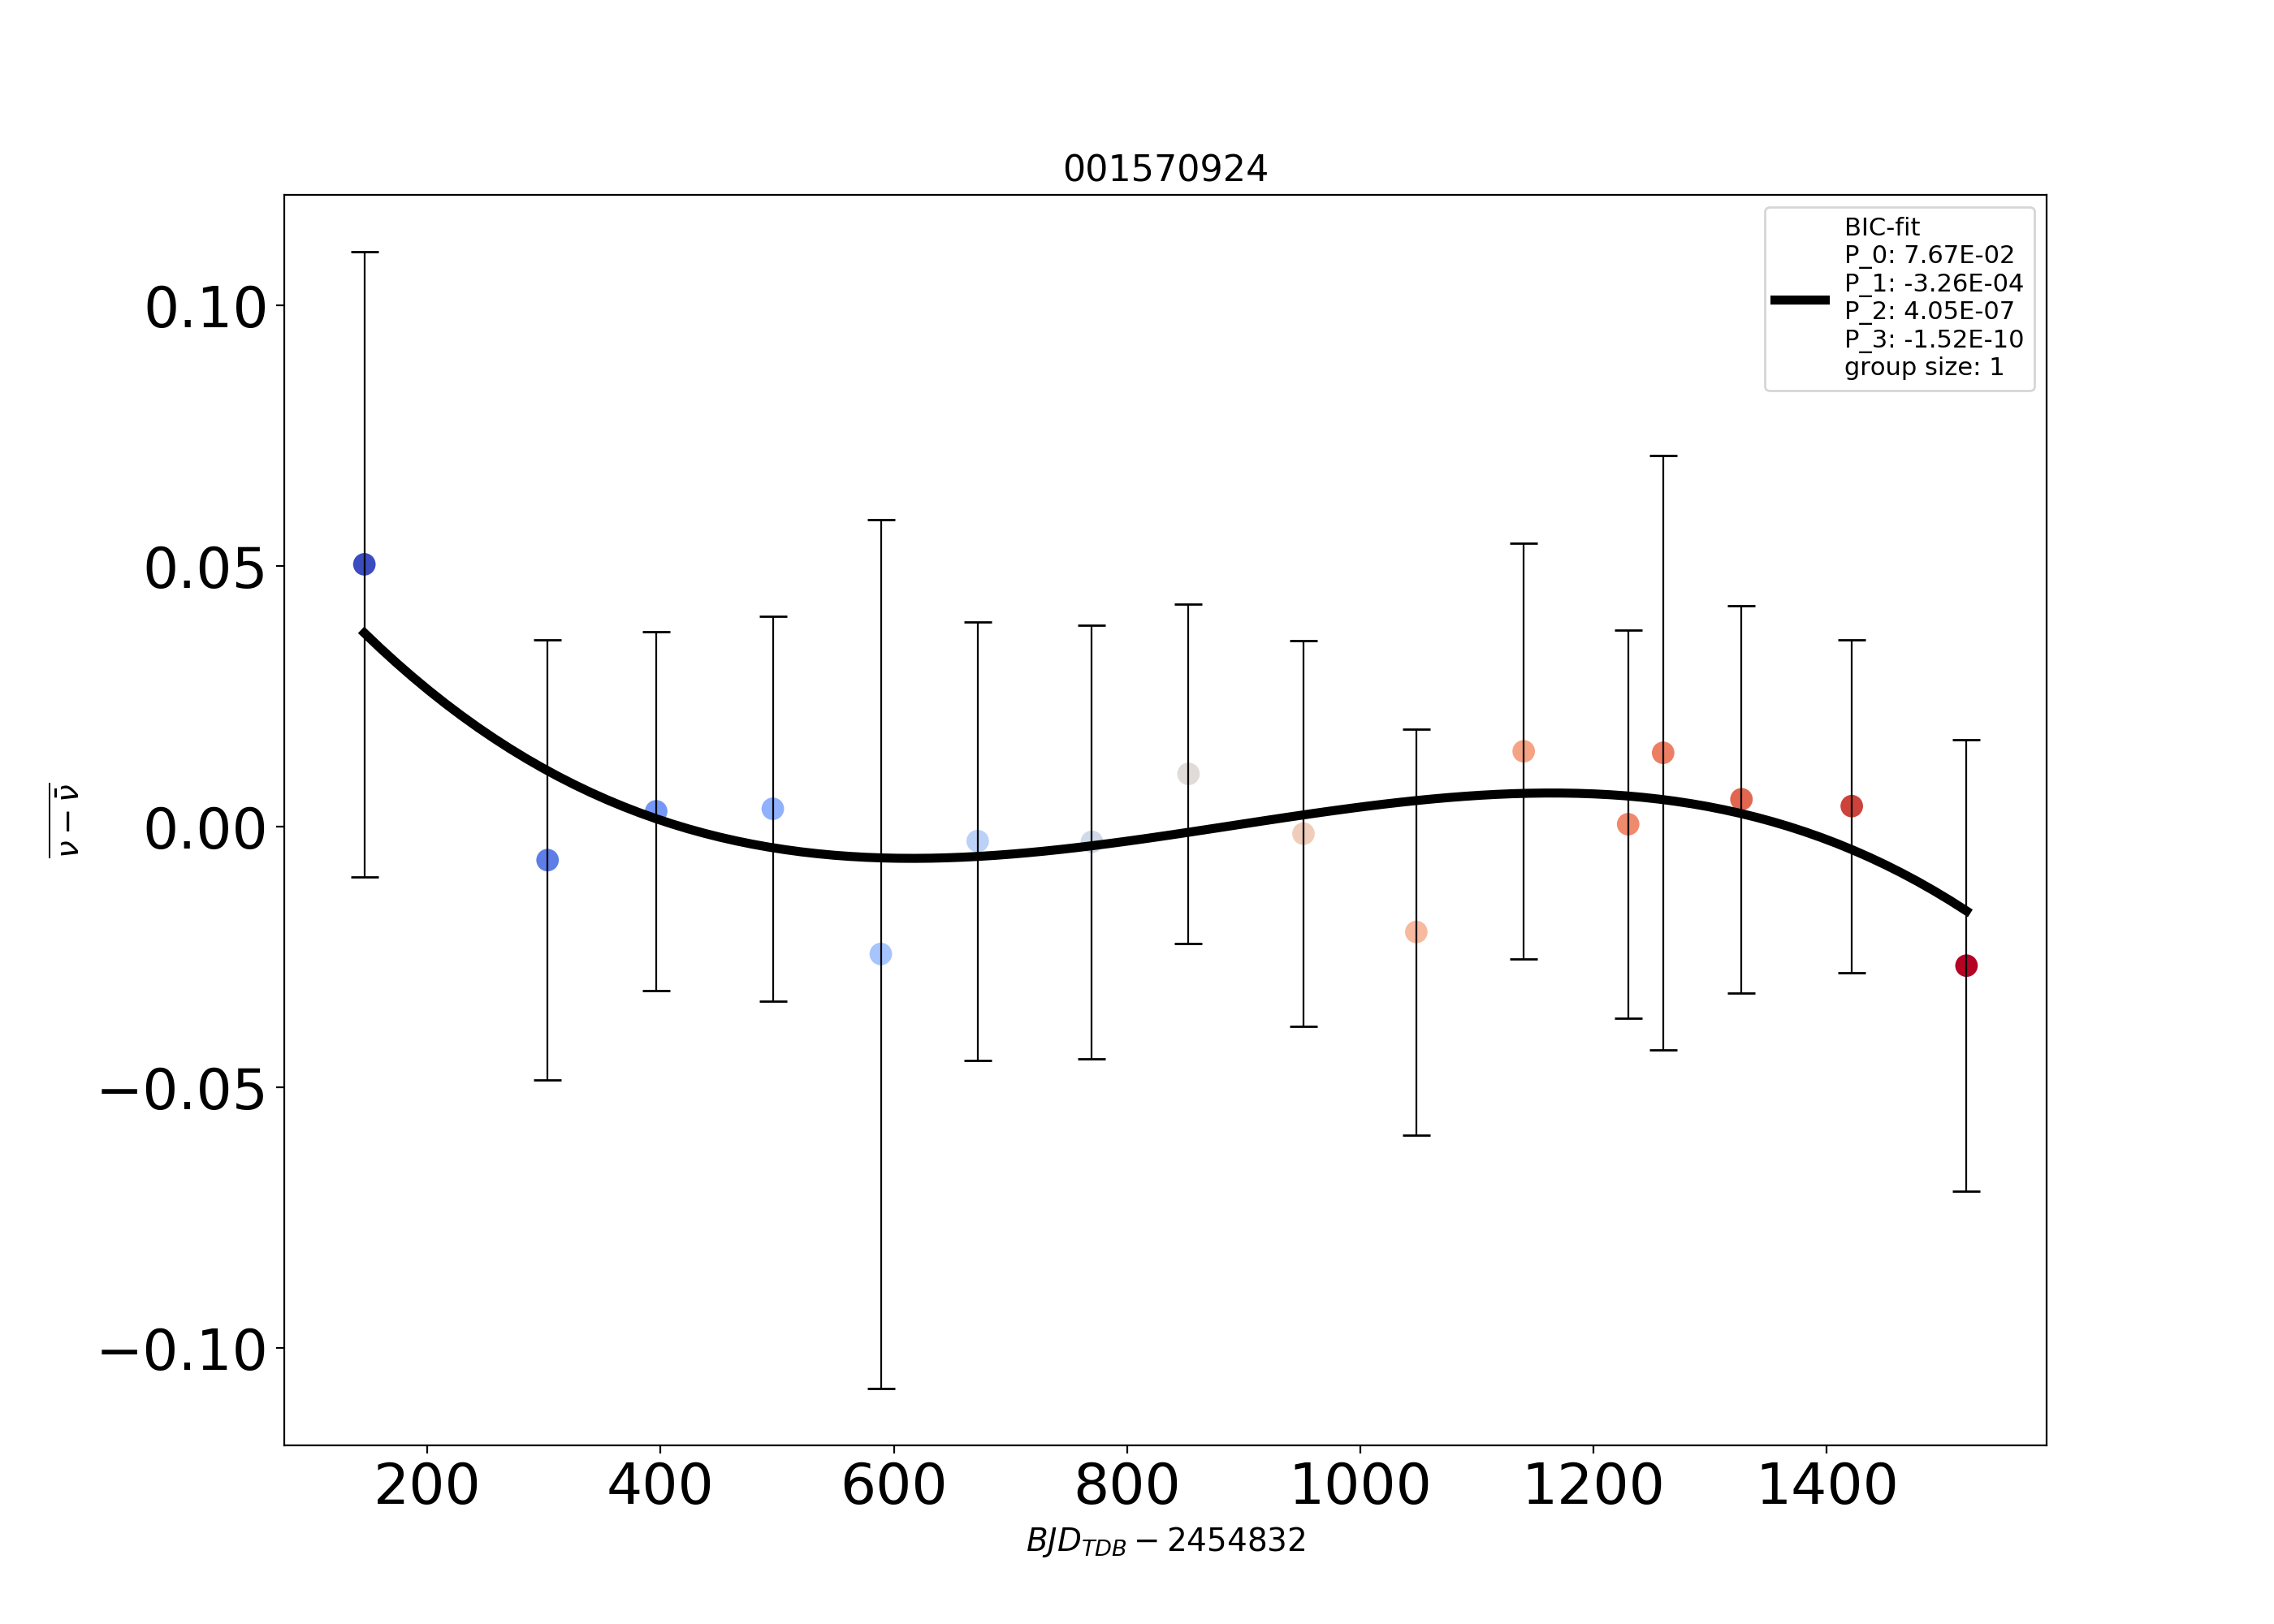 001570924
BIC-fit
P_0: 7.67E-02
P_1: -3.26E-04
P_2: 4.05E-07
P_3: -1.52E-10
group size: 1
0.10
0.05
0.00
−0.05
−0.10
ν − ν̄
200 400 600 800 1000 1200 1400
BJD_TDB − 2454832